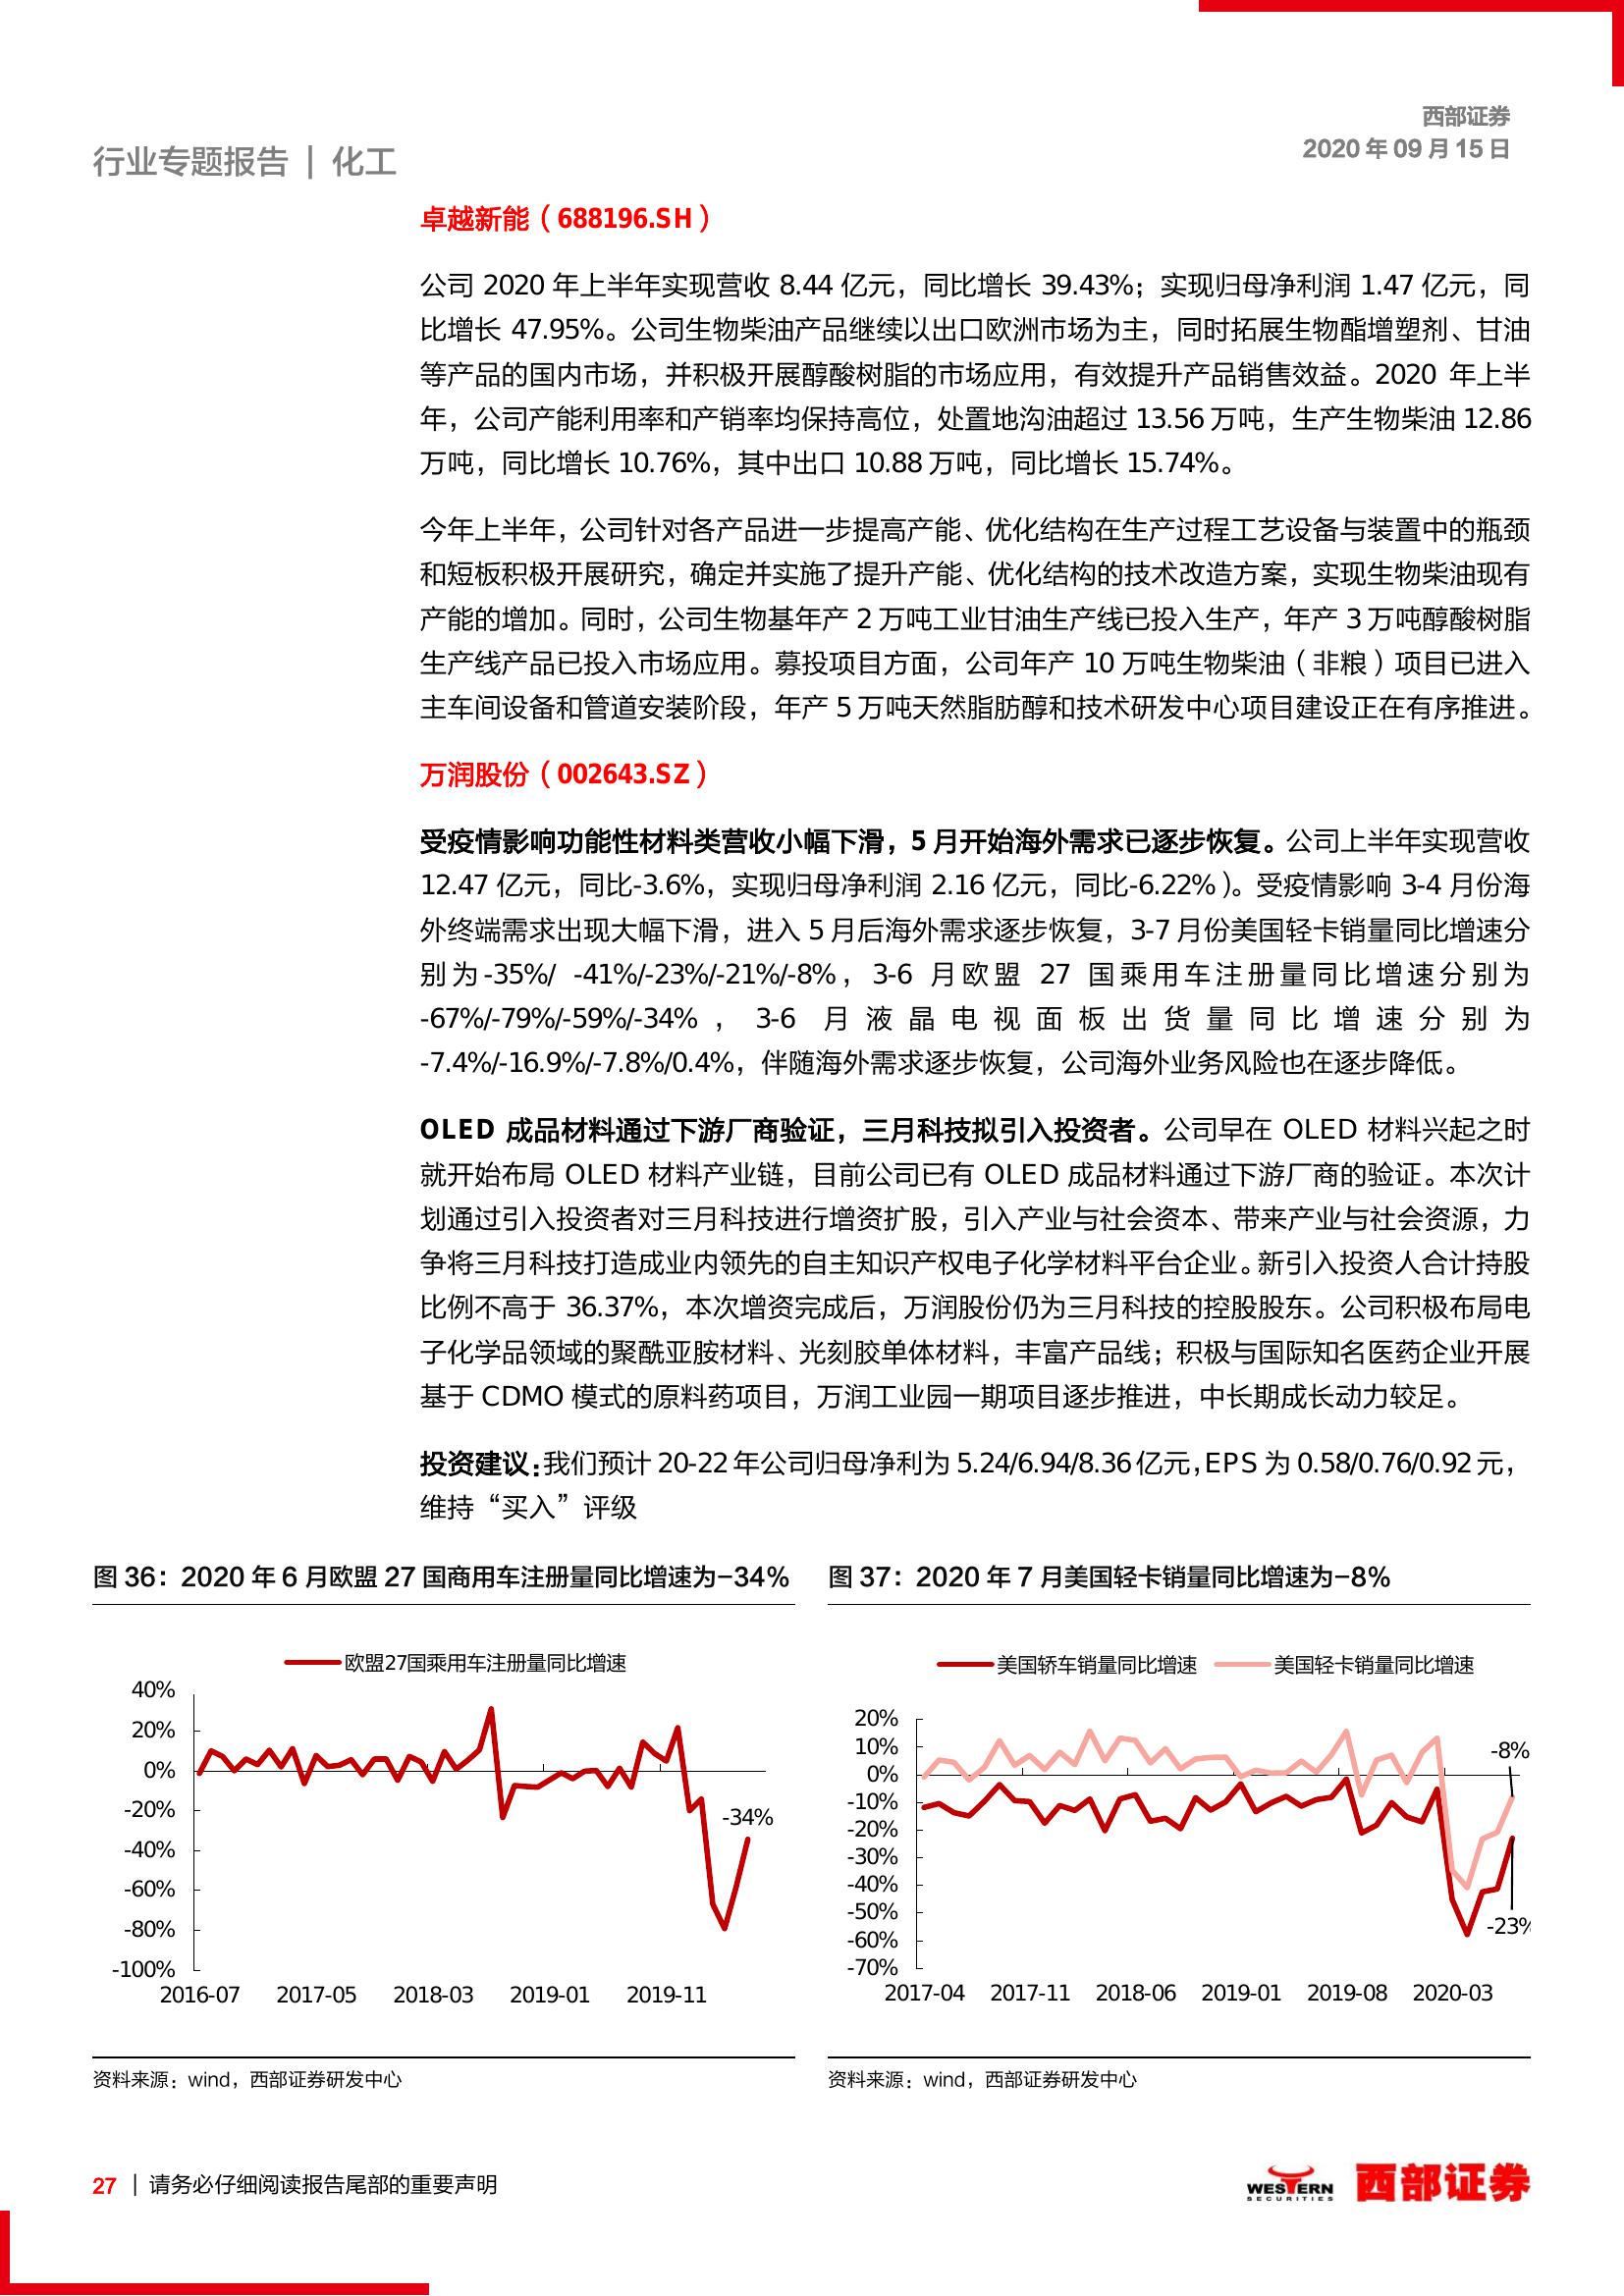 西部证券
2020 年 09 月 15 日
行业专题报告 | 化工
卓越新能（688196.SH）
公司 2020 年上半年实现营收 8.44 亿元，同比增长 39.43%；实现归母净利润 1.47 亿元，同
比增长 47.95%。公司生物柴油产品继续以出口欧洲市场为主，同时拓展生物酯增塑剂、甘油
等产品的国内市场，并积极开展醇酸树脂的市场应用，有效提升产品销售效益。2020 年上半
年，公司产能利用率和产销率均保持高位，处置地沟油超过 13.56 万吨，生产生物柴油 12.86
万吨，同比增长 10.76%，其中出口 10.88 万吨，同比增长 15.74%。
今年上半年，公司针对各产品进一步提高产能、优化结构在生产过程工艺设备与装置中的瓶颈
和短板积极开展研究，确定并实施了提升产能、优化结构的技术改造方案，实现生物柴油现有
产能的增加。同时，公司生物基年产 2 万吨工业甘油生产线已投入生产，年产 3 万吨醇酸树脂
生产线产品已投入市场应用。募投项目方面，公司年产 10 万吨生物柴油（非粮）项目已进入
主车间设备和管道安装阶段，年产 5 万吨天然脂肪醇和技术研发中心项目建设正在有序推进。
万润股份（002643.SZ）
受疫情影响功能性材料类营收小幅下滑，5 月开始海外需求已逐步恢复。公司上半年实现营收
12.47 亿元，同比-3.6%，实现归母净利润 2.16 亿元，同比-6.22%）。受疫情影响 3-4 月份海
外终端需求出现大幅下滑，进入 5 月后海外需求逐步恢复，3-7 月份美国轻卡销量同比增速分
别为-35%/ -41%/-23%/-21%/-8%，3-6 月欧盟 27 国乘用车注册量同比增速分别为
-67%/-79%/-59%/-34%，3-6 月液晶电视面板出货量同比增速分别为
-7.4%/-16.9%/-7.8%/0.4%，伴随海外需求逐步恢复，公司海外业务风险也在逐步降低。
OLED 成品材料通过下游厂商验证，三月科技拟引入投资者。公司早在 OLED 材料兴起之时
就开始布局 OLED 材料产业链，目前公司已有 OLED 成品材料通过下游厂商的验证。本次计
划通过引入投资者对三月科技进行增资扩股，引入产业与社会资本、带来产业与社会资源，力
争将三月科技打造成业内领先的自主知识产权电子化学材料平台企业。新引入投资人合计持股
比例不高于 36.37%，本次增资完成后，万润股份仍为三月科技的控股股东。公司积极布局电
子化学品领域的聚酰亚胺材料、光刻胶单体材料，丰富产品线；积极与国际知名医药企业开展
基于 CDMO 模式的原料药项目，万润工业园一期项目逐步推进，中长期成长动力较足。
投资建议：我们预计 20-22 年公司归母净利为 5.24/6.94/8.36 亿元，EPS 为 0.58/0.76/0.92 元，
维持“买入”评级
图 36：2020 年 6 月欧盟 27 国商用车注册量同比增速为-34%
欧盟27国乘用车注册量同比增速
40%
20%
0%
-20%
-40%
-60%
-80%
-100%
-34%
2016-07 2017-05 2018-03 2019-01 2019-11
资料来源：wind，西部证券研发中心
图 37：2020 年 7 月美国轻卡销量同比增速为-8%
美国轿车销量同比增速 美国轻卡销量同比增速
20%
10%
0%
-10%
-20%
-30%
-40%
-50%
-60%
-70%
-8%
-23%
2017-04 2017-11 2018-06 2019-01 2019-08 2020-03
资料来源：wind，西部证券研发中心
27 | 请务必仔细阅读报告尾部的重要声明
WESTERN
SECURITIES
西部证券